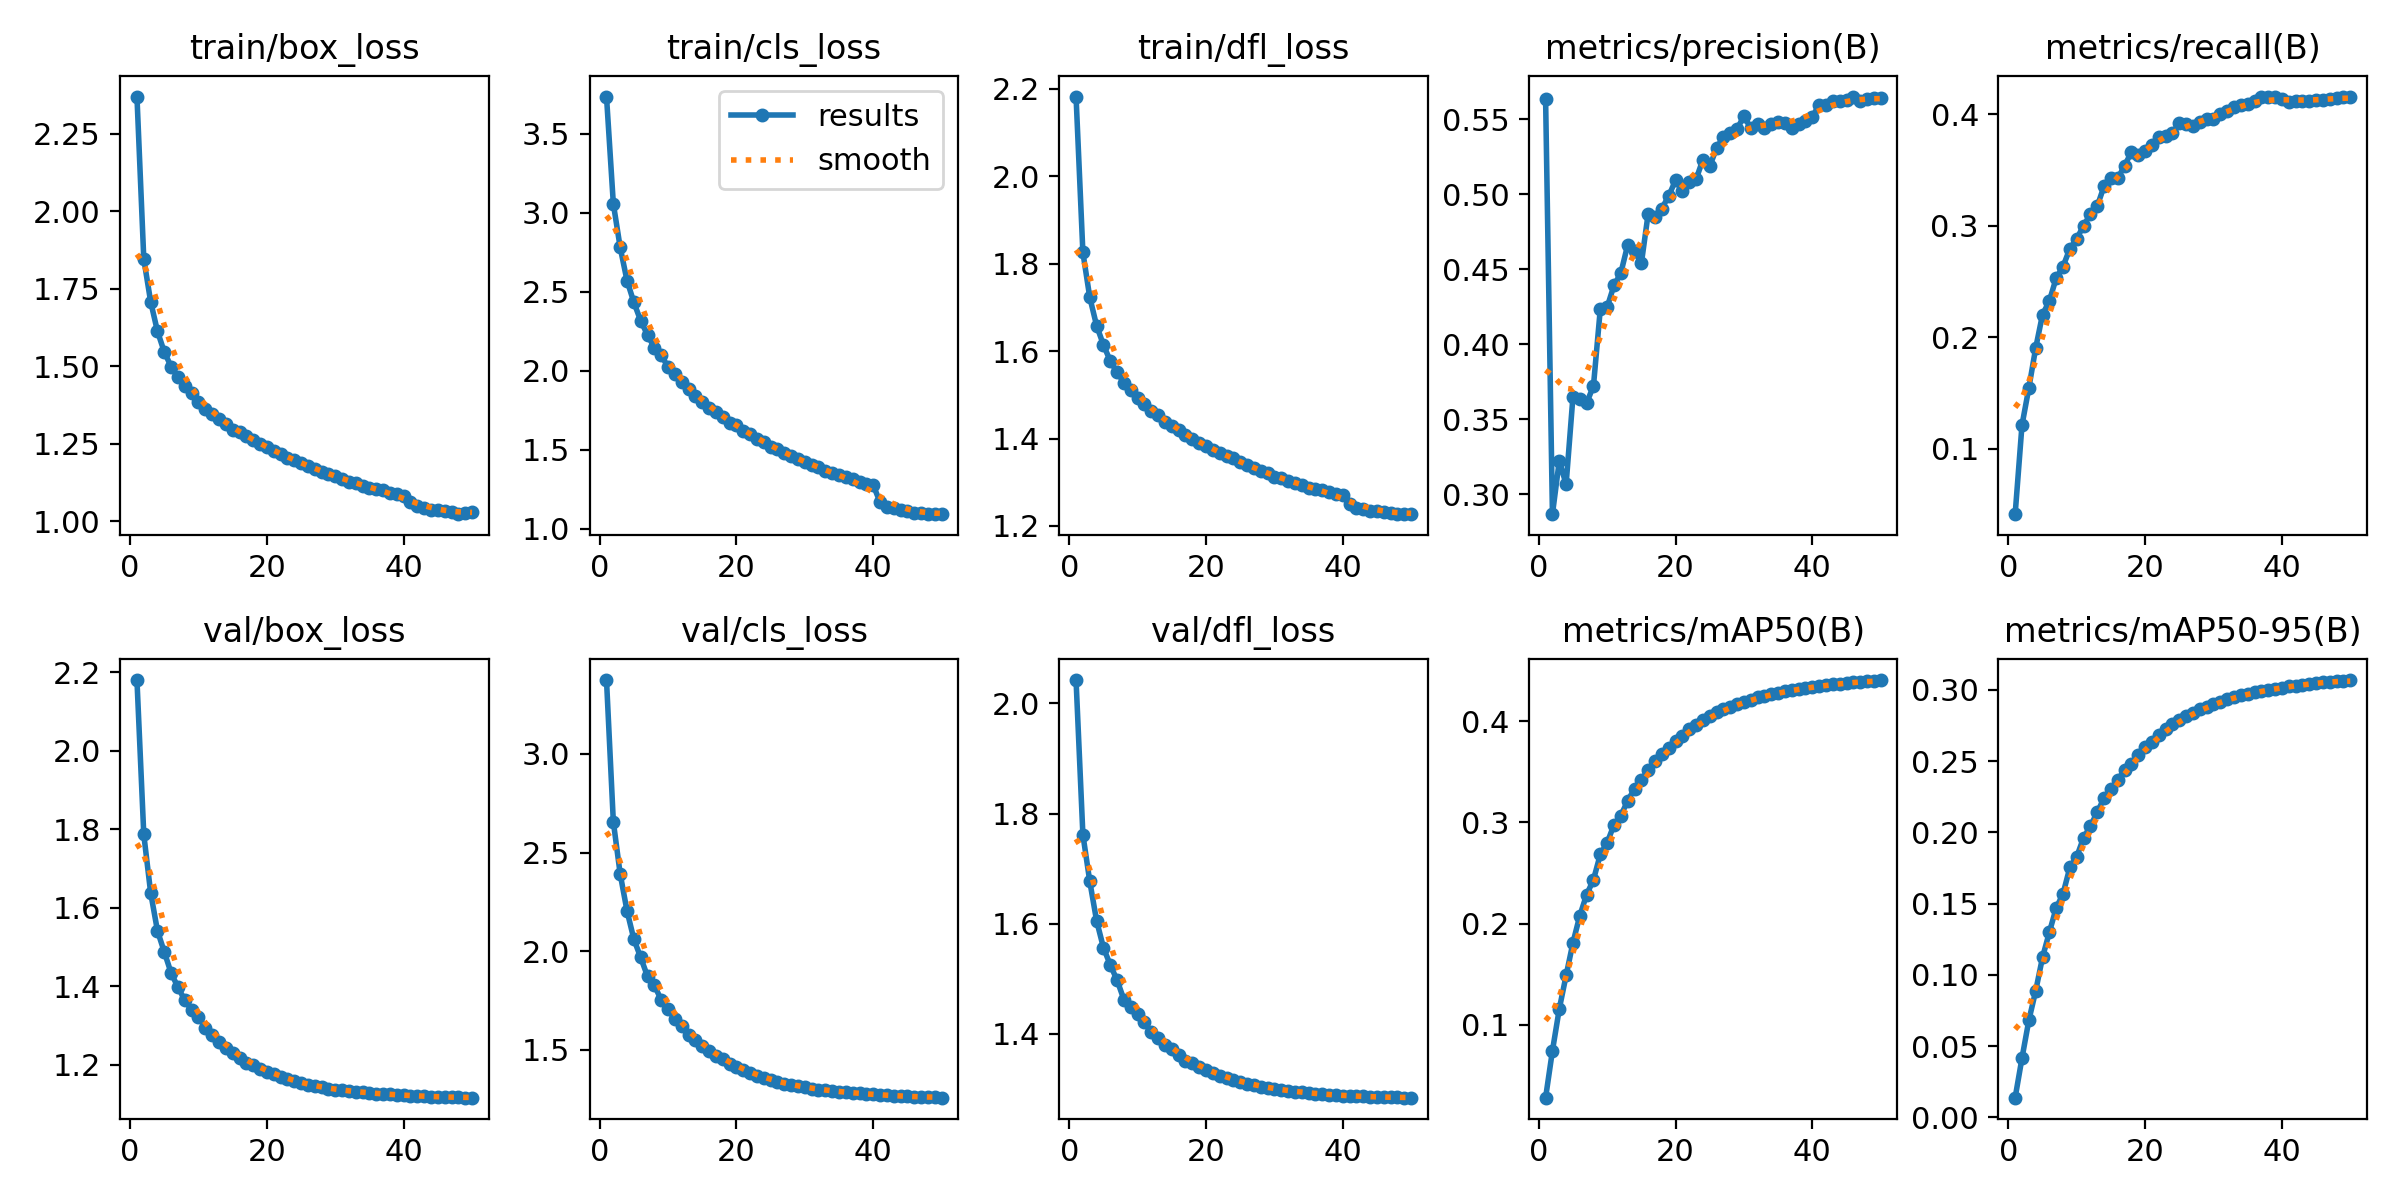 train/box_loss
2.25
2.00
1.75
1.50
1.25
1.00
0 20 40
train/cls_loss
results
smooth
3.5
3.0
2.5
2.0
1.5
1.0
0 20 40
train/dfl_loss
2.2
2.0
1.8
1.6
1.4
1.2
0 20 40
metrics/precision(B)
0.55
0.50
0.45
0.40
0.35
0.30
0 20 40
metrics/recall(B)
0.4
0.3
0.2
0.1
0 20 40
val/box_loss
2.2
2.0
1.8
1.6
1.4
1.2
0 20 40
val/cls_loss
3.0
2.5
2.0
1.5
0 20 40
val/dfl_loss
2.0
1.8
1.6
1.4
0 20 40
metrics/mAP50(B)
0.4
0.3
0.2
0.1
0 20 40
metrics/mAP50-95(B)
0.30
0.25
0.20
0.15
0.10
0.05
0.00
0 20 40